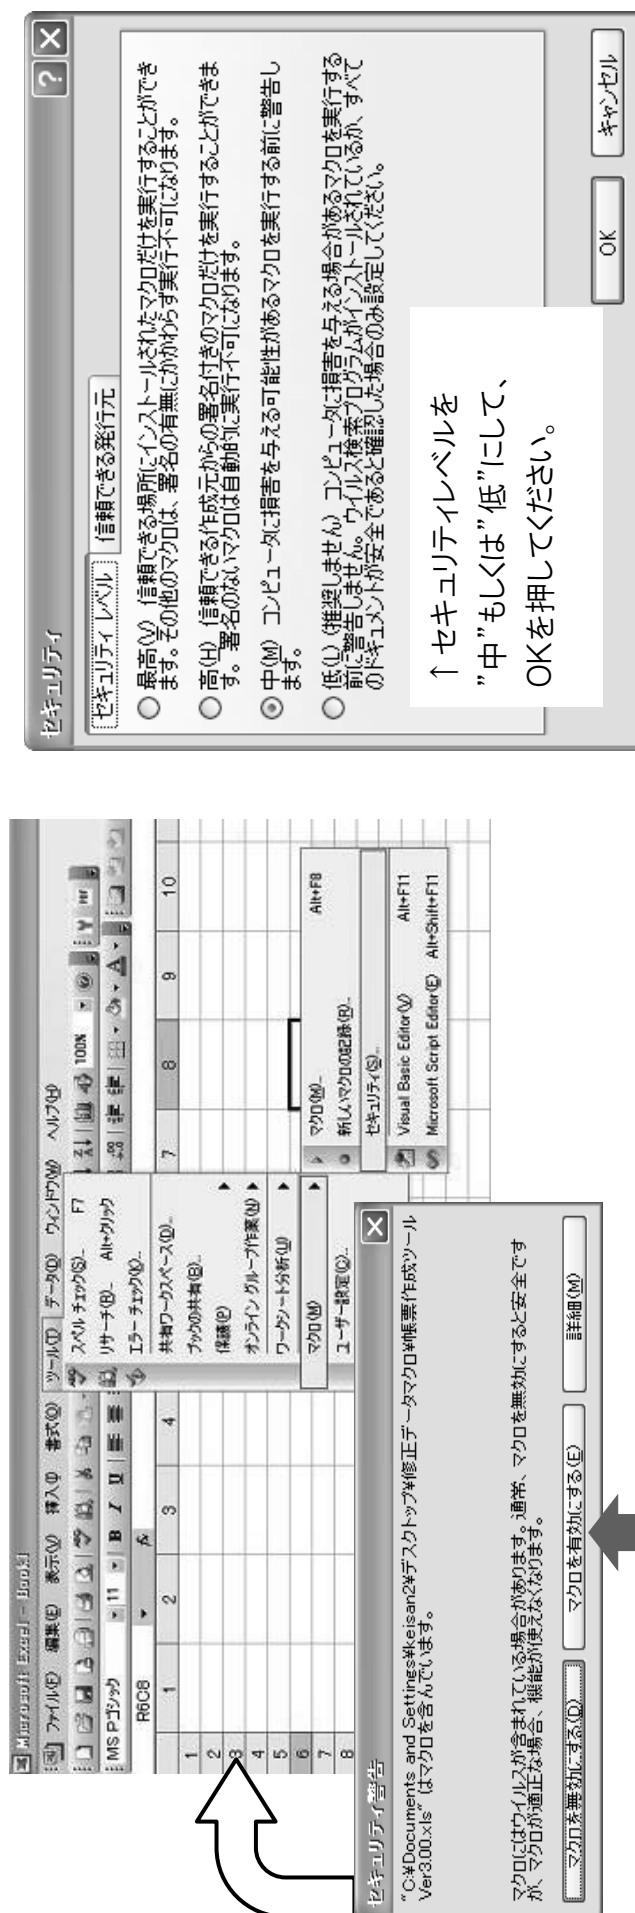 Microsoft Excel - Book1
ファイル(F) 編集(E) 表示(V) 挿入(I) 書式(O) ツール(T) データ(D) ウィンドウ(W) ヘルプ(H)
100%
MS Pゴシック 11 B I U
R6C8 fx
1 2 3 4 7 8 9 10
1
2
3
4
5
6
7
8
スペル チェック(S)... F7
リサーチ(R)... Alt+クリック
エラー チェック(K)...
共有ワークスペース(D)...
ブックの共有(B)...
保護(P)
オンライン グループ作業(N)
ワークシート分析(U)
マクロ(M)
ユーザー設定(C)...
マクロ(M)... Alt+F8
新しいマクロの記録(R)...
セキュリティ(S)...
Visual Basic Editor(V) Alt+F11
Microsoft Script Editor(E) Alt+Shift+F11
セキュリティ警告
"C:¥Documents and Settings¥keisan2¥デスクトップ¥修正データマクロ¥帳票作成ツール
Ver3.00.xls" はマクロを含んでいます。
マクロにはウイルスが含まれている場合があります。通常、マクロを無効にすると安全です
が、マクロが適正な場合、機能が使えなくなります。
マクロを無効にする(D) マクロを有効にする(E) 詳細(M)
セキュリティ
セキュリティ レベル 信頼できる発行元
最高(V) 信頼できる場所にインストールされたマクロだけを実行することができ
ます。その他のマクロは、署名の有無にかかわらず実行不可になります。
高(H) 信頼できる作成元からの署名付きのマクロだけを実行することができま
す。署名のないマクロは自動的に実行不可になります。
中(M) コンピュータに損害を与える可能性があるマクロを実行する前に警告し
ます。
低(L) (推奨しません) コンピュータに損害を与える場合があるマクロを実行する
前に警告しません。ウイルス検索プログラムがインストールされているか、すべて
のドキュメントが安全であると確認した場合のみ設定してください。
↑セキュリティレベルを
”中”もしくは”低”にして、
OKを押してください。
OK キャンセル